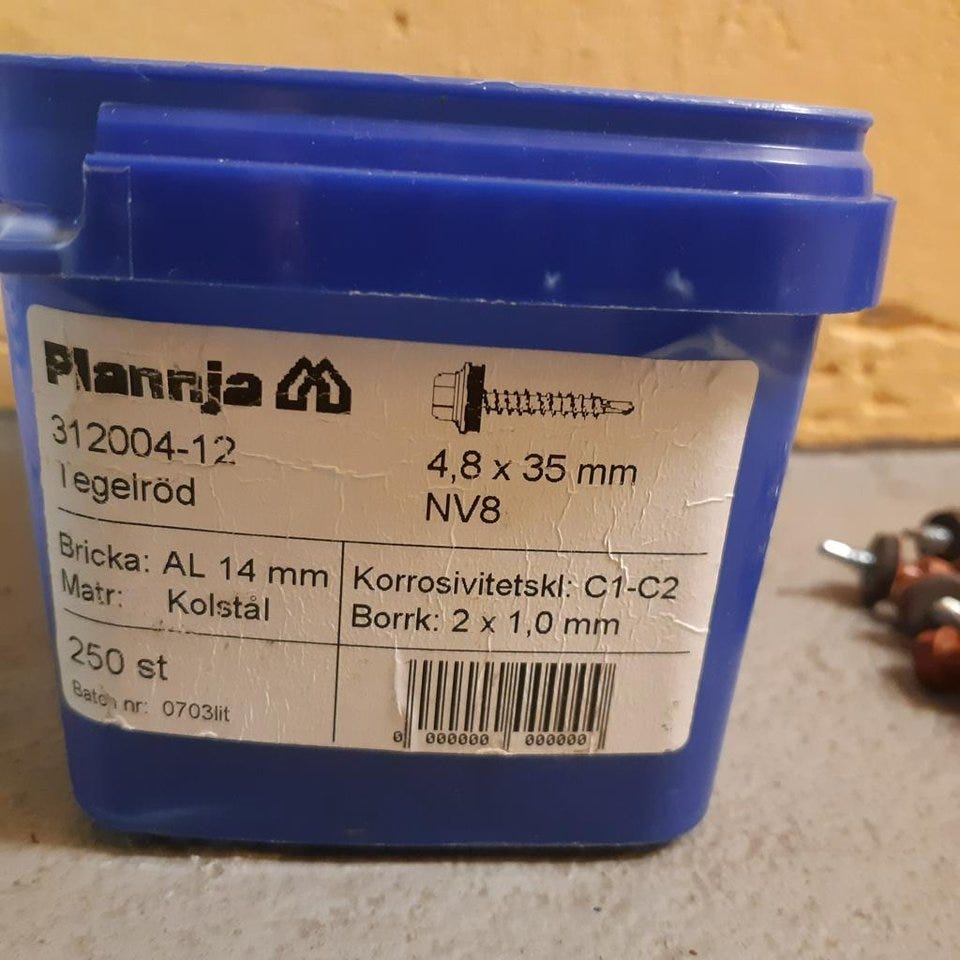 Plannja
312004-12
Tegelröd
4,8 x 35 mm
NV8
Bricka: AL 14 mm
Matr: Kolstål
Korrosivitetskl: C1-C2
Borrk: 2 x 1,0 mm
250 st
Batch nr: 0703lit
0 000000 000000